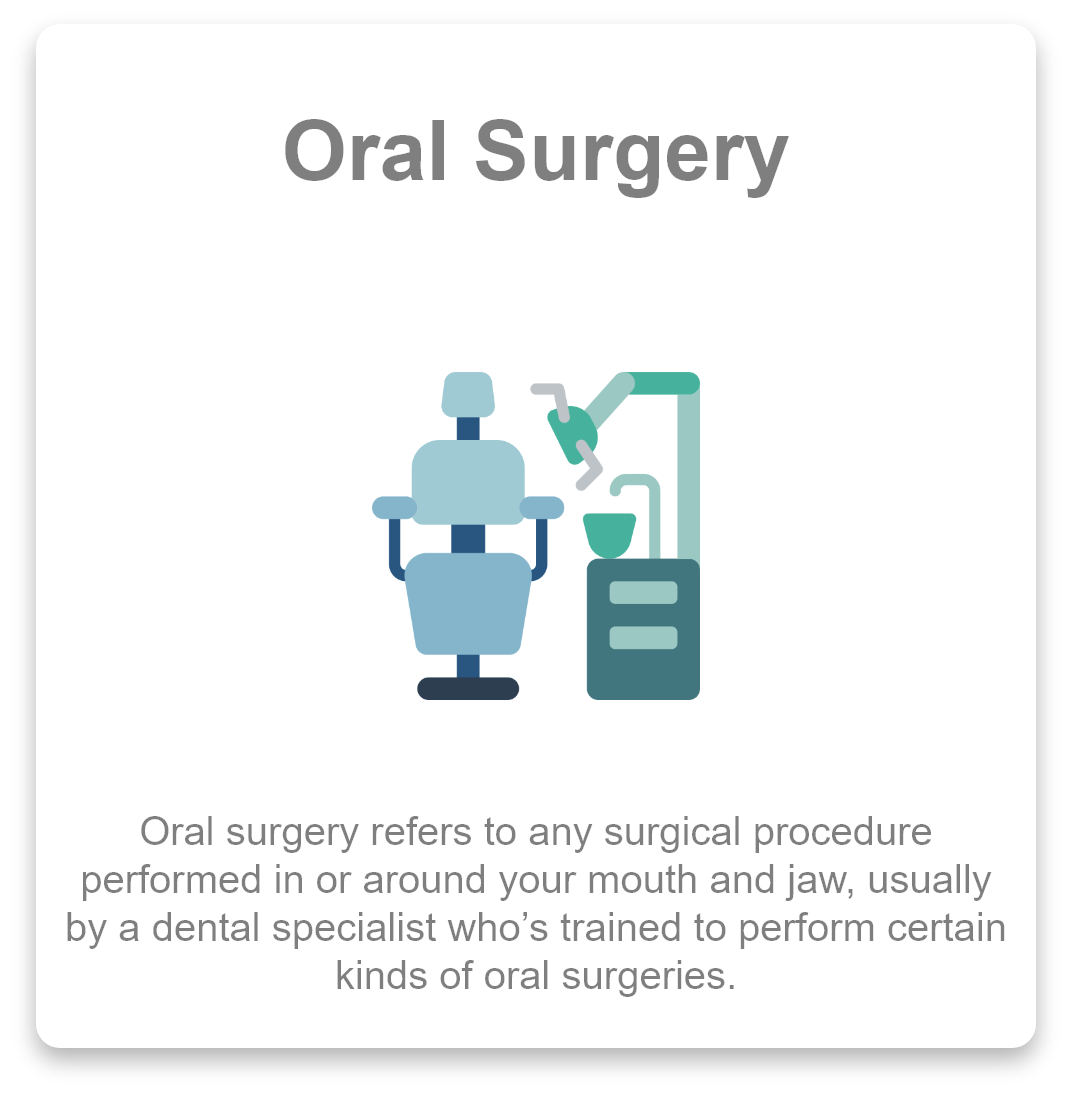 Oral Surgery
Oral surgery refers to any surgical procedure
performed in or around your mouth and jaw, usually
by a dental specialist who’s trained to perform certain
kinds of oral surgeries.